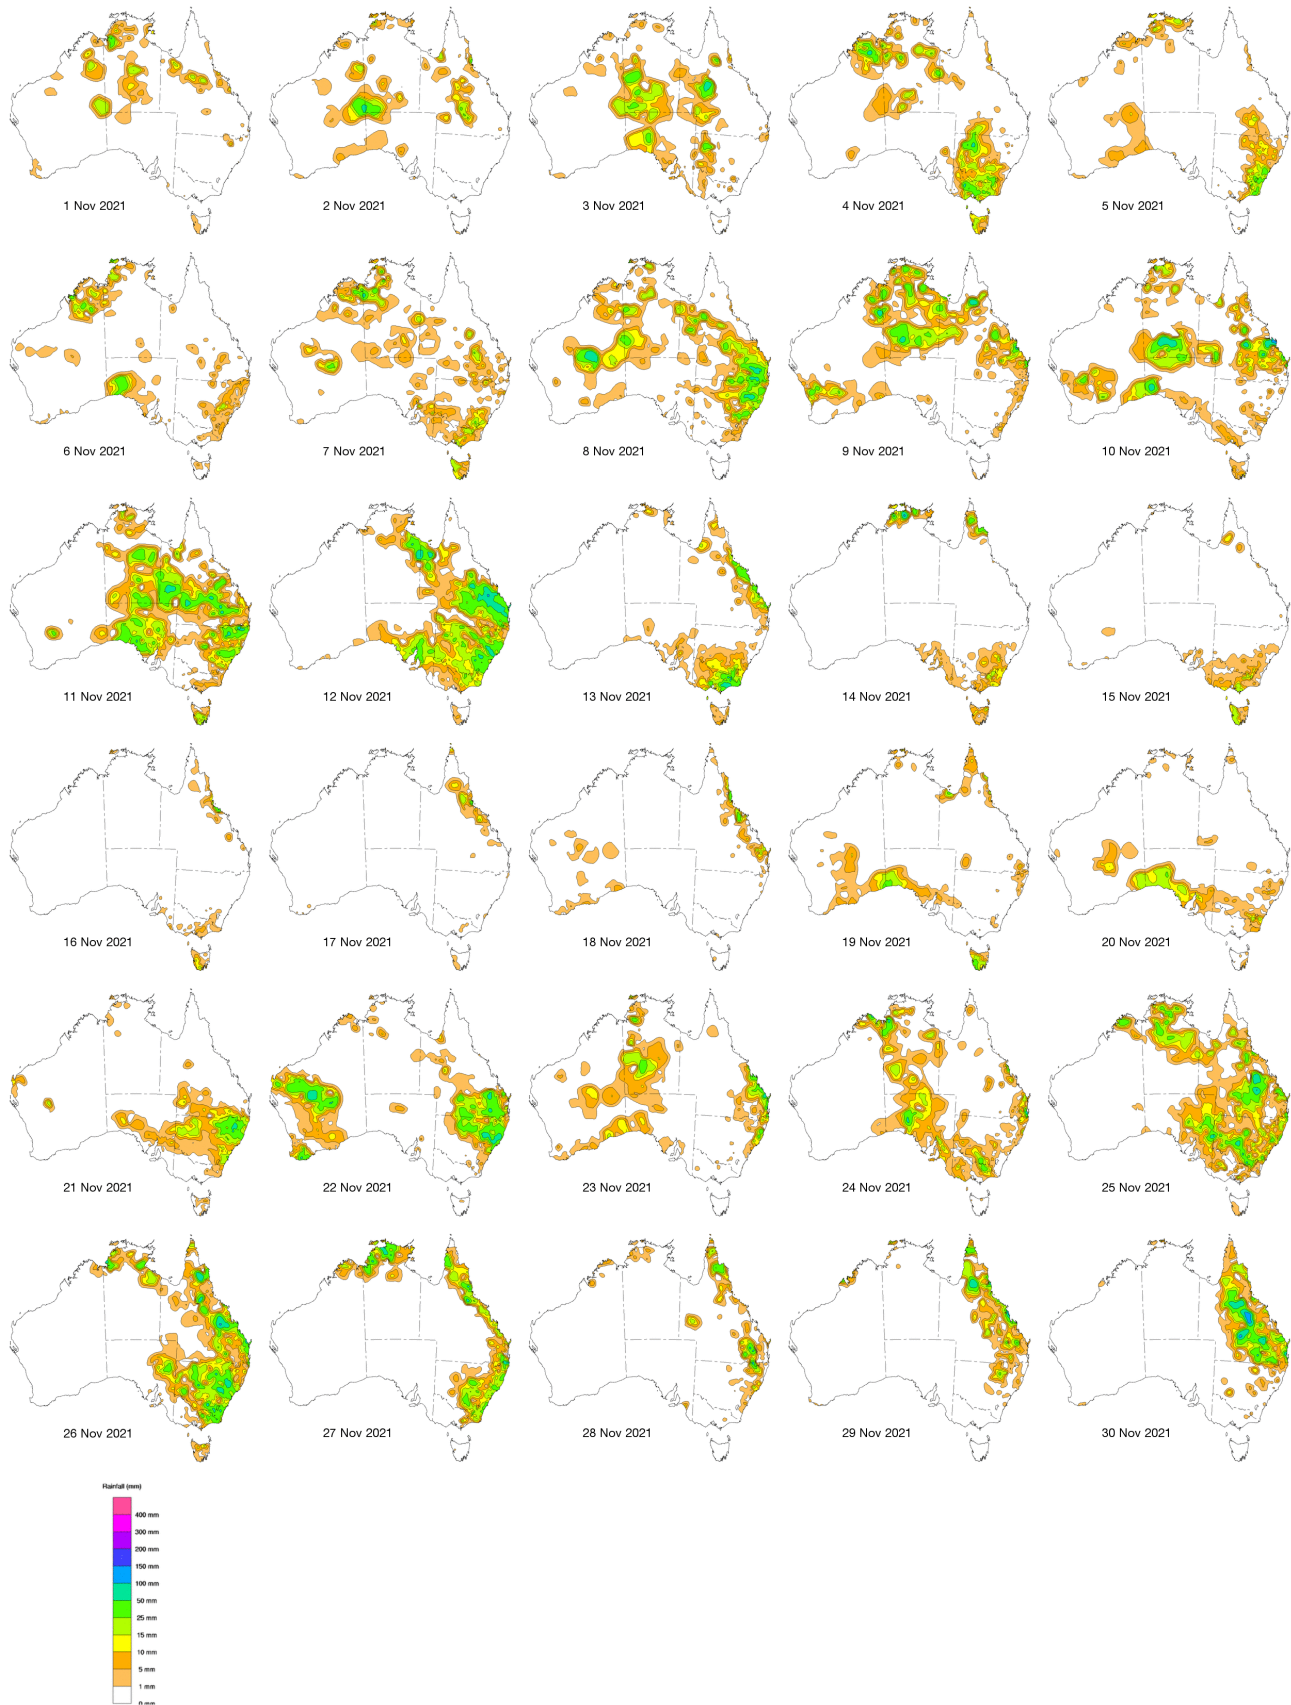 1 Nov 2021
2 Nov 2021
3 Nov 2021
4 Nov 2021
5 Nov 2021
6 Nov 2021
7 Nov 2021
8 Nov 2021
9 Nov 2021
10 Nov 2021
11 Nov 2021
12 Nov 2021
13 Nov 2021
14 Nov 2021
15 Nov 2021
16 Nov 2021
17 Nov 2021
18 Nov 2021
19 Nov 2021
20 Nov 2021
21 Nov 2021
22 Nov 2021
23 Nov 2021
24 Nov 2021
25 Nov 2021
26 Nov 2021
27 Nov 2021
28 Nov 2021
29 Nov 2021
30 Nov 2021
Rainfall (mm)
400 mm
300 mm
200 mm
150 mm
100 mm
50 mm
25 mm
15 mm
10 mm
5 mm
1 mm
0 mm